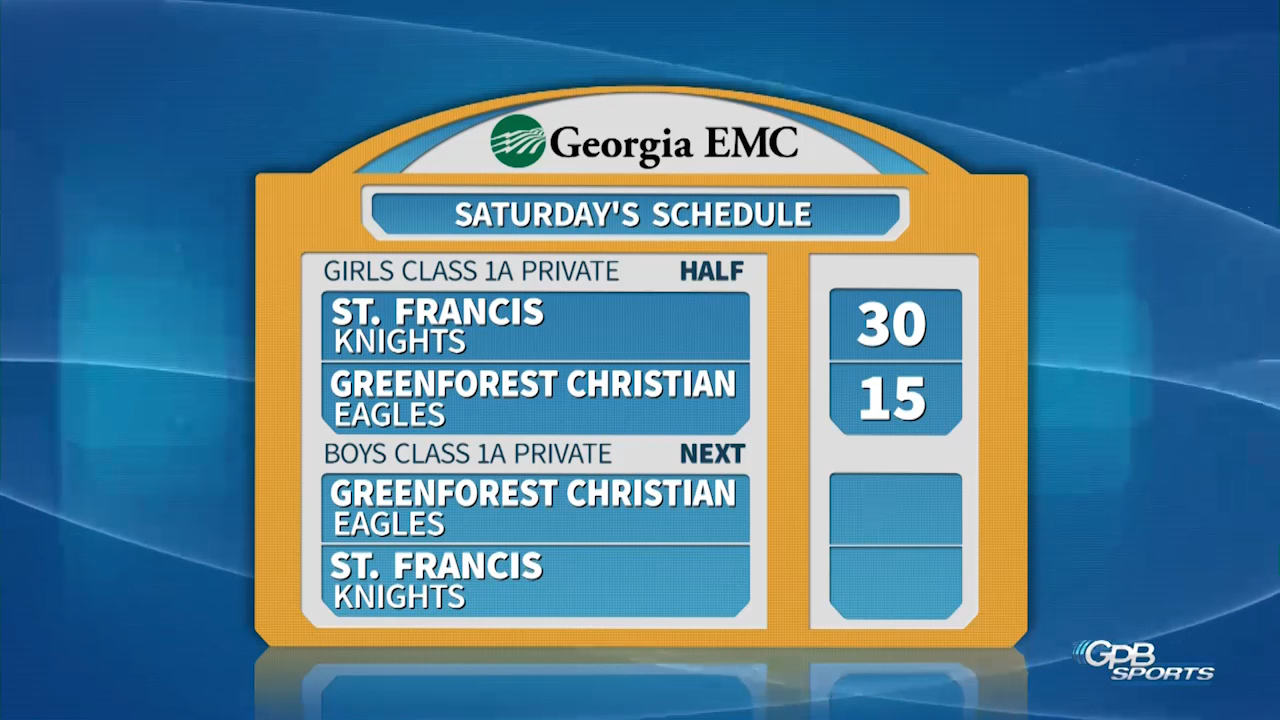 Georgia EMC
SATURDAY'S SCHEDULE
GIRLS CLASS 1A PRIVATE HALF
ST. FRANCIS
KNIGHTS
30
GREENFOREST CHRISTIAN
EAGLES
15
BOYS CLASS 1A PRIVATE NEXT
GREENFOREST CHRISTIAN
EAGLES
ST. FRANCIS
KNIGHTS
GPB
SPORTS